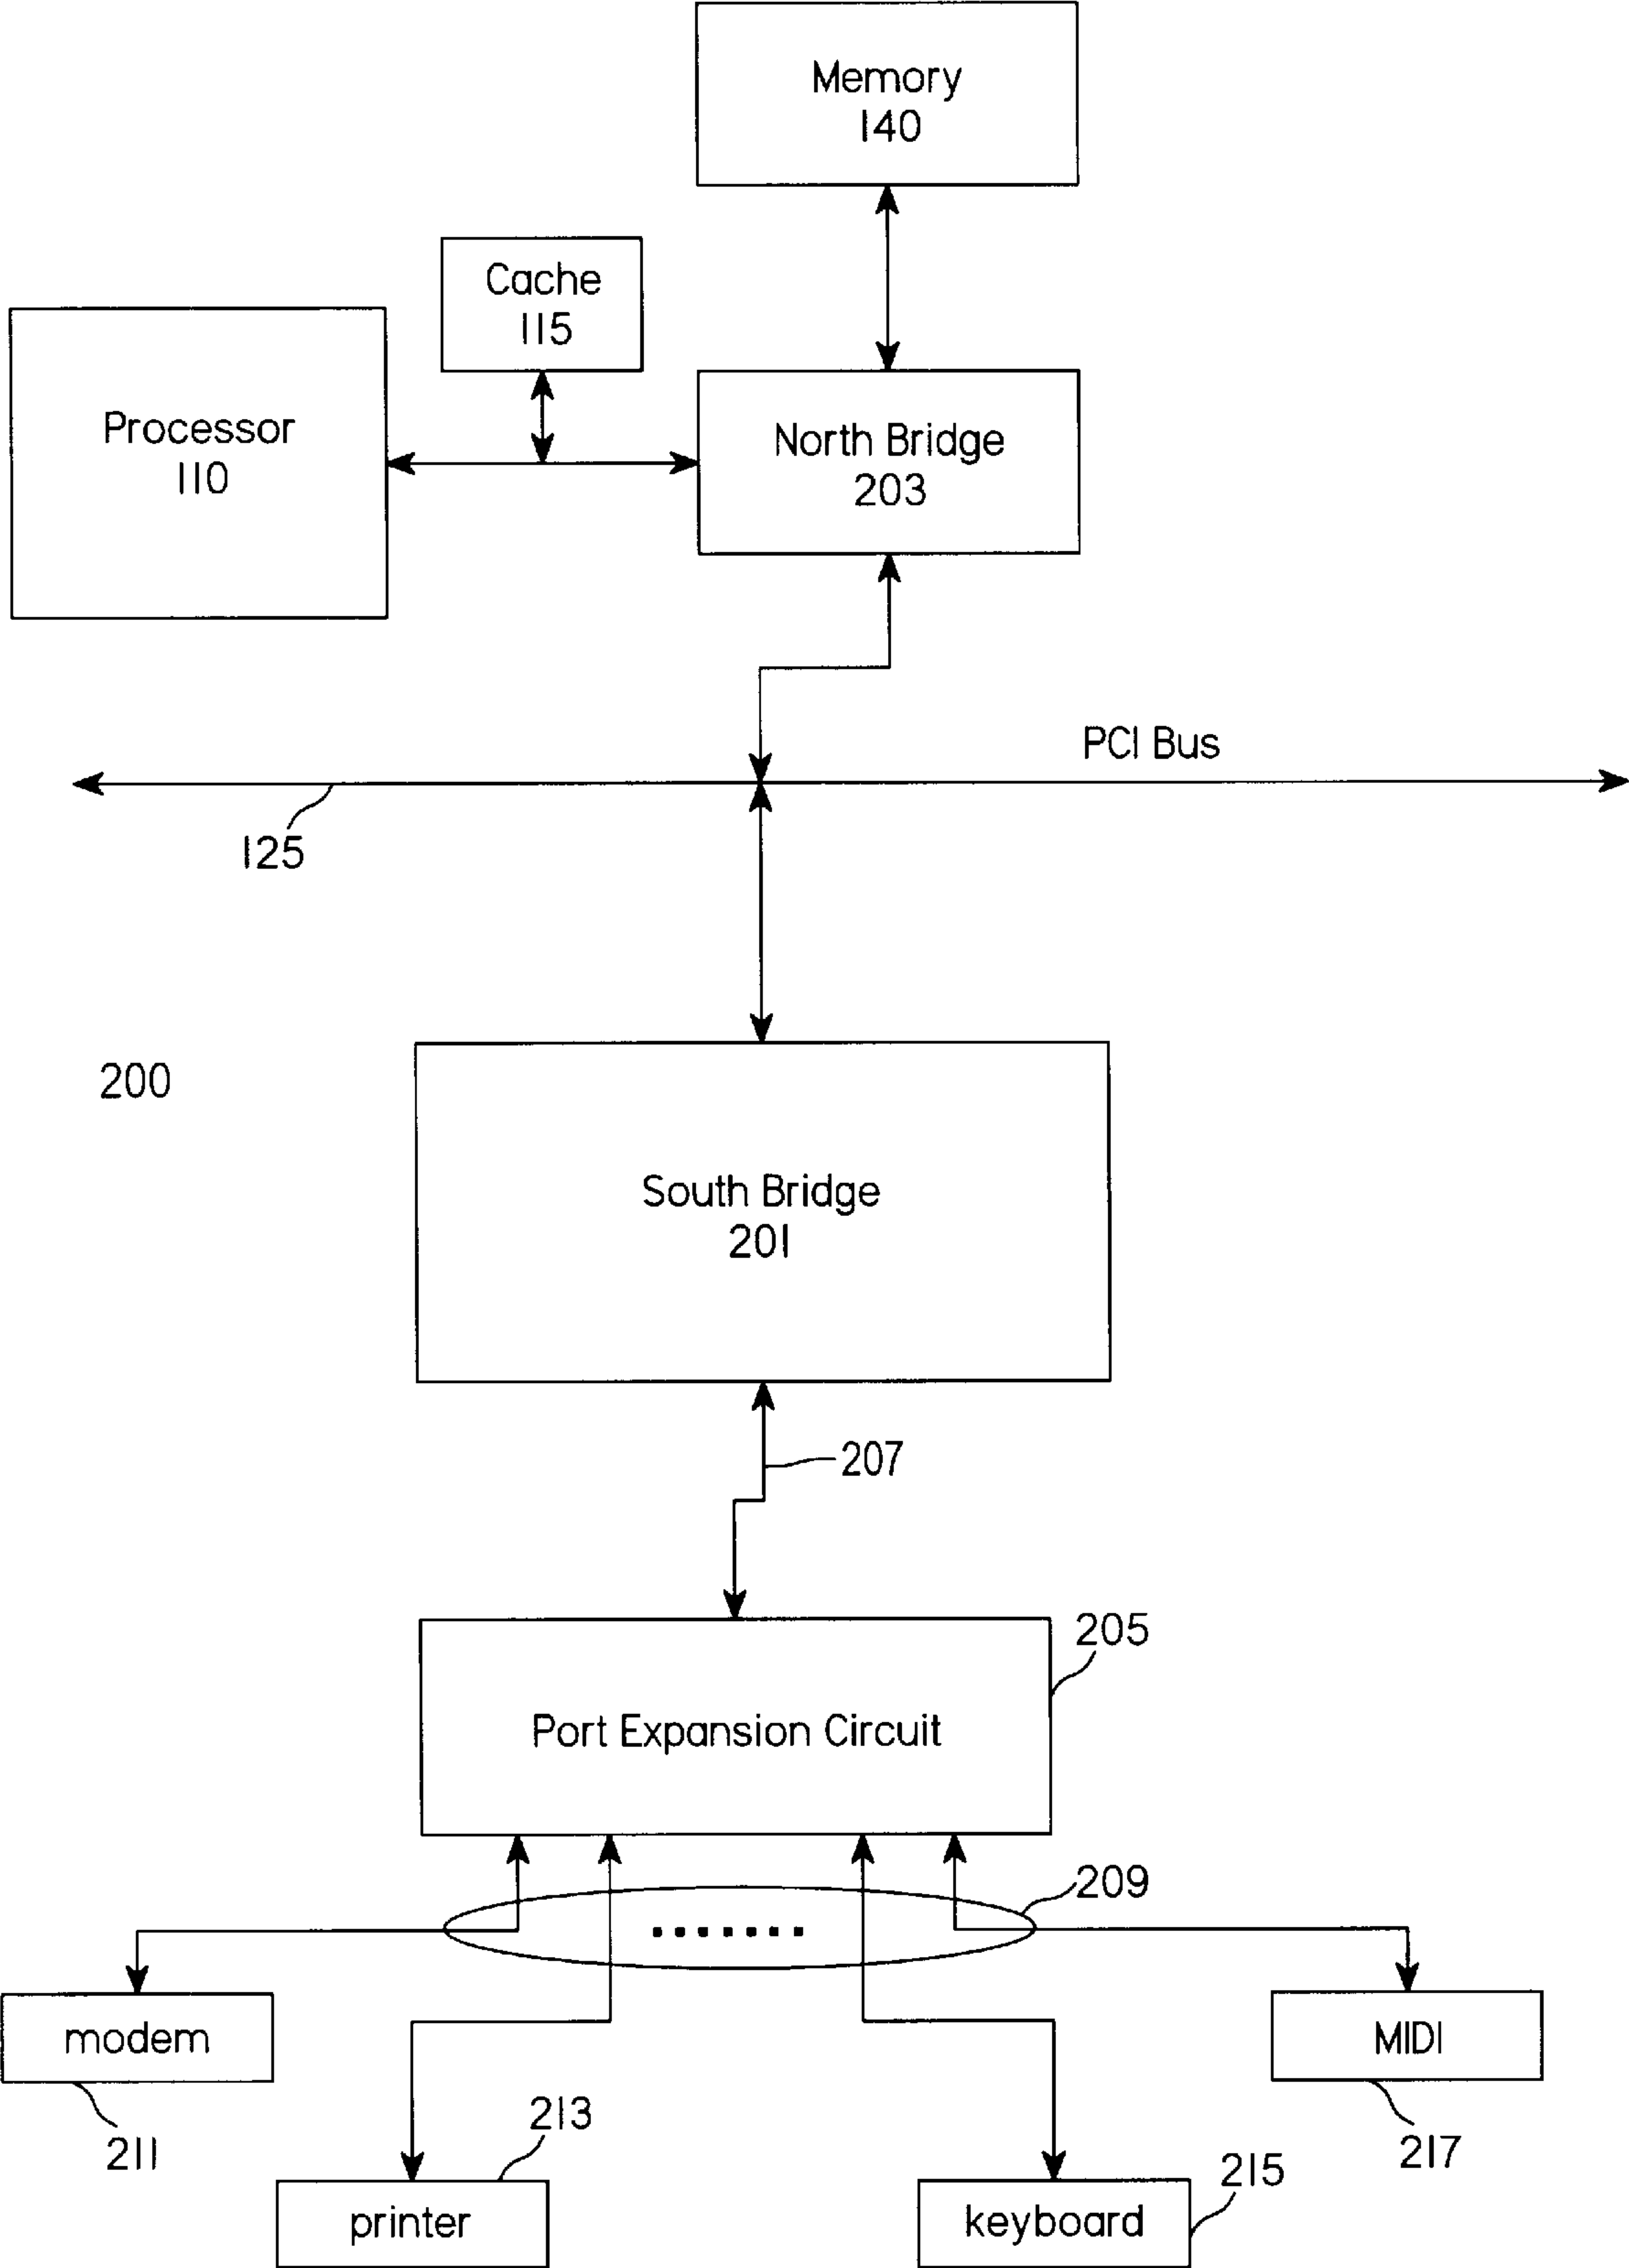 Memory
140
Cache
115
Processor
110
North Bridge
203
PCI Bus
125
200
South Bridge
201
207
205
Port Expansion Circuit
209
modem
211
MIDI
217
213
printer
215
keyboard